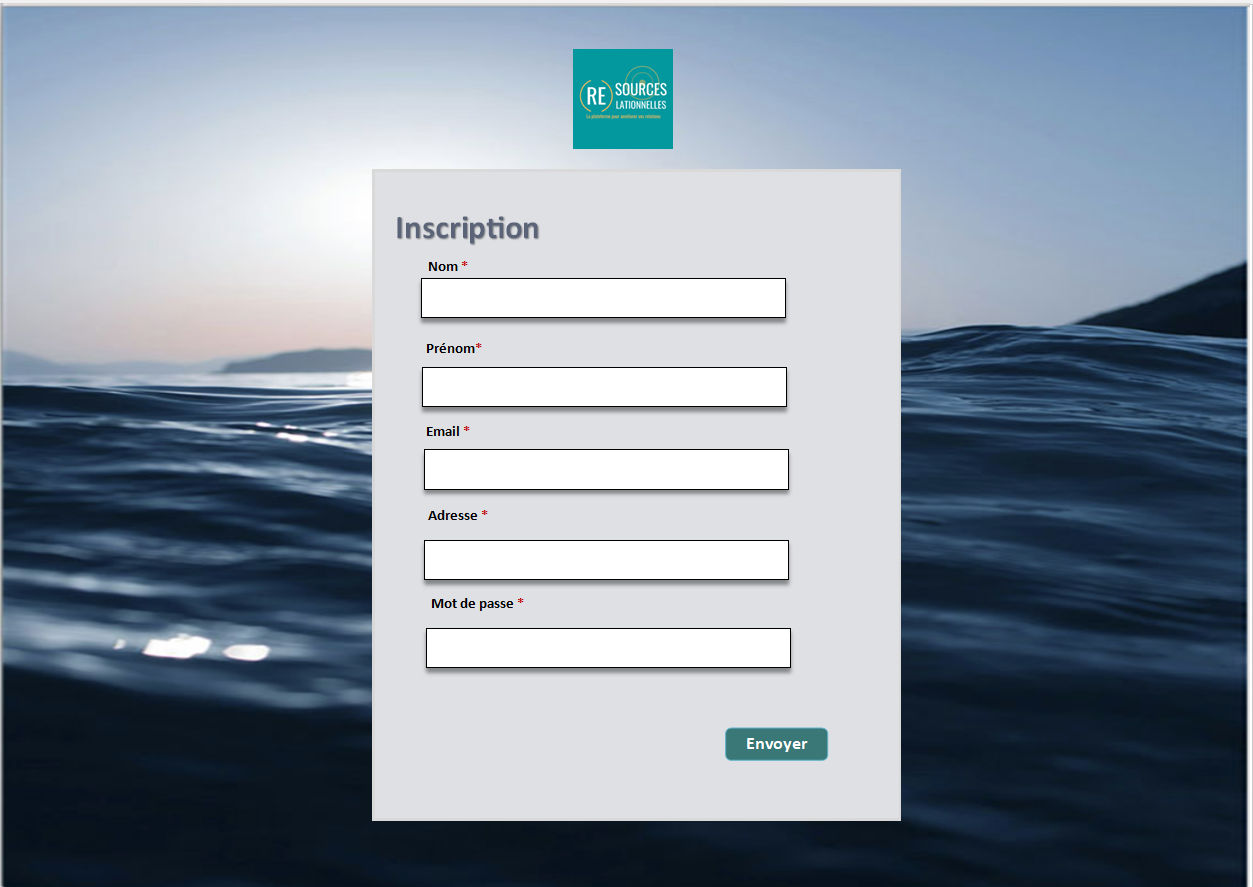 (RE) SOURCES
LATIONNELLES
La plateforme pour améliorer vos relations
Inscription
Nom *
Prénom*
Email *
Adresse *
Mot de passe *
Envoyer